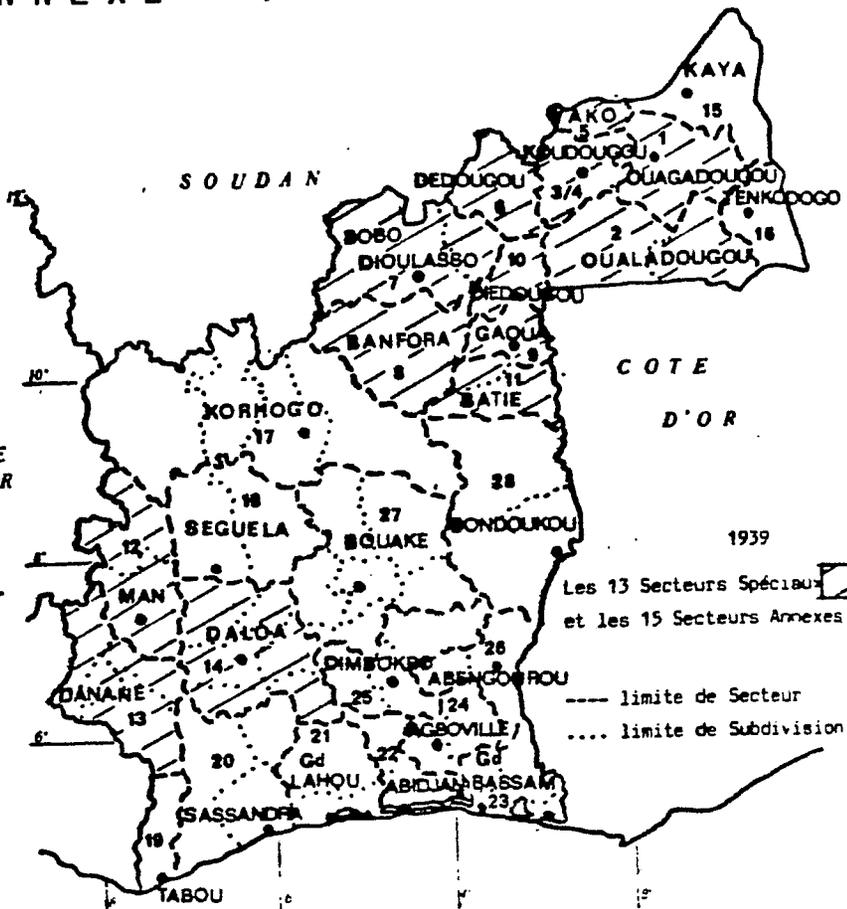 KAYA
15
YAKO
5
KOUDOUGOU
1
SOUDAN
DEDOUGOU
3/4
OUAGADOUGOU
TENKODOGO
6
BOBO
DIOULASSO
2
16
10
OUALADOUGOU
7
DIEDOUGOU
BANFORA
GAOUA
9
COTE
D'OR
10°
8
11
BATIE
KORHOGO
17
28
18
27
SEGUELA
BOUAKE
BONDOUKOU
1939
12
8°
Les 13 Secteurs Spéciaux
et les 15 Secteurs Annexes
MAN
DALOA
14
26
DIMBOKRO
ABENGOUROU
DANANE
13
25
24
---- limite de Secteur
.... limite de Subdivision
6°
21
AGBOVILLE
20
Gd
LAHOU
22
Gd
BASSAM
ABIDJAN
23
SASSANDRA
19
TABOU